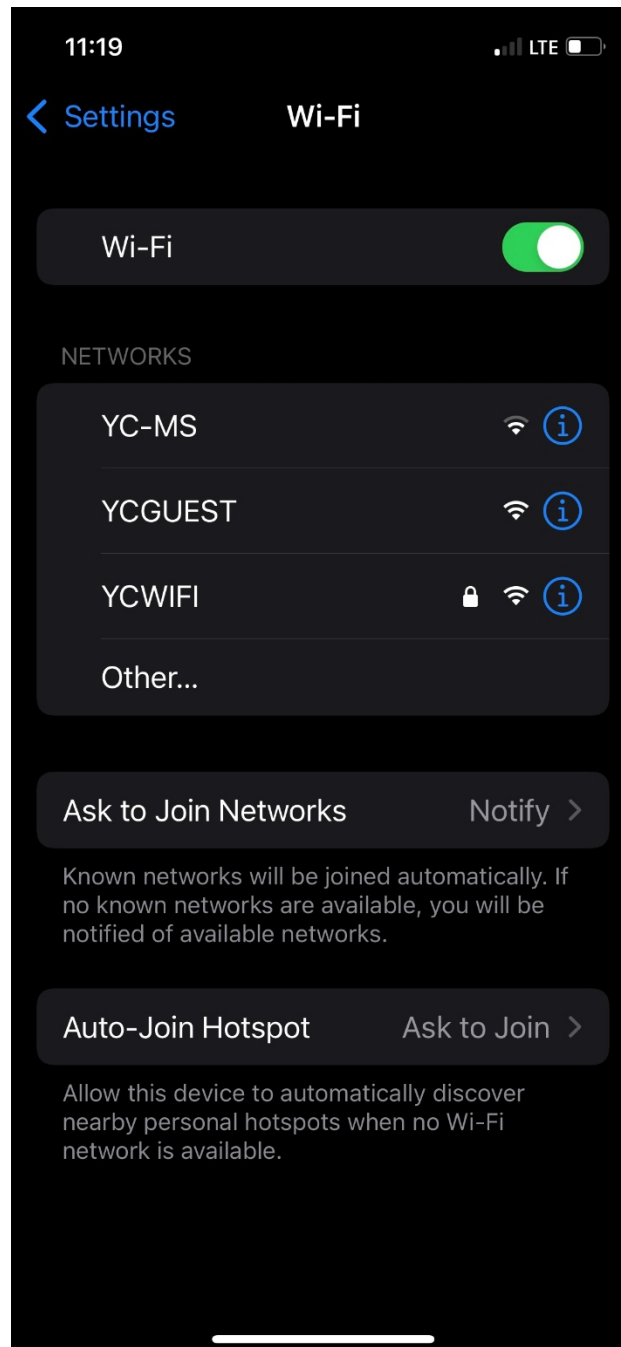 11:19 LTE
Settings Wi-Fi
Wi-Fi
NETWORKS
YC-MS
YCGUEST
YCWIFI
Other...
Ask to Join Networks Notify
Known networks will be joined automatically. If
no known networks are available, you will be
notified of available networks.
Auto-Join Hotspot Ask to Join
Allow this device to automatically discover
nearby personal hotspots when no Wi-Fi
network is available.